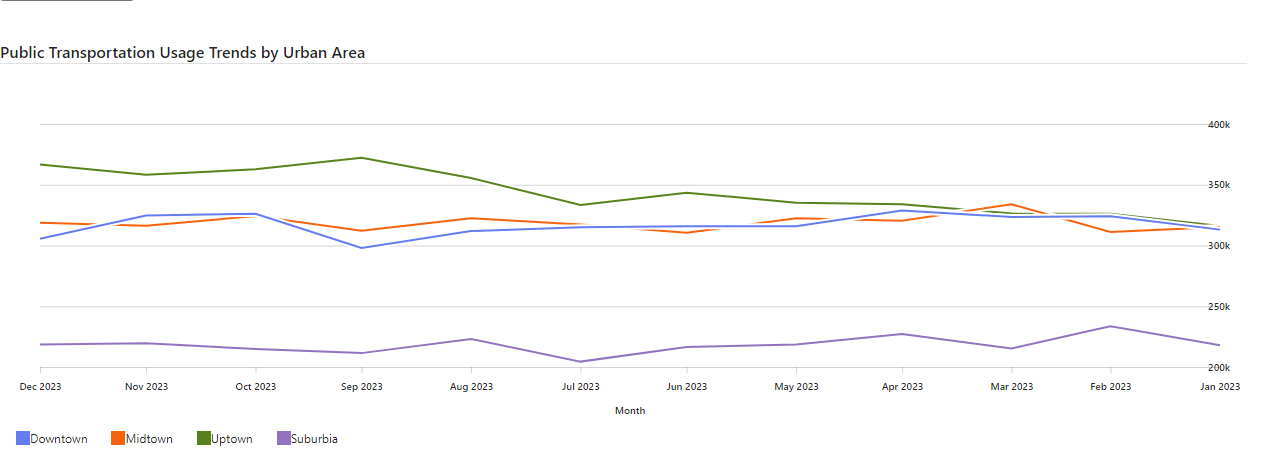 Public Transportation Usage Trends by Urban Area
400k
350k
300k
250k
200k
Dec 2023 Nov 2023 Oct 2023 Sep 2023 Aug 2023 Jul 2023 Jun 2023 May 2023 Apr 2023 Mar 2023 Feb 2023 Jan 2023
Month
Downtown Midtown Uptown Suburbia